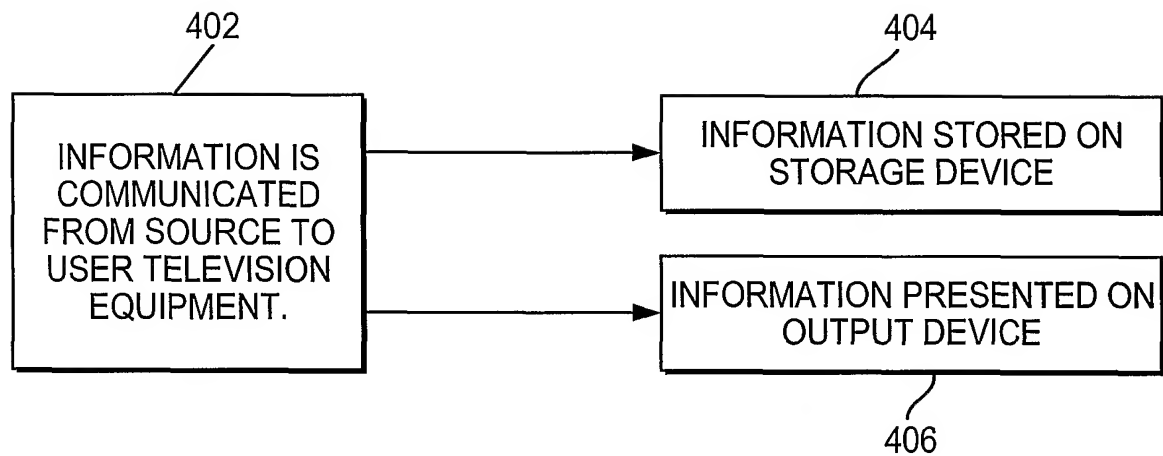 402
INFORMATION IS
COMMUNICATED
FROM SOURCE TO
USER TELEVISION
EQUIPMENT.
404
INFORMATION STORED ON
STORAGE DEVICE
INFORMATION PRESENTED ON
OUTPUT DEVICE
406